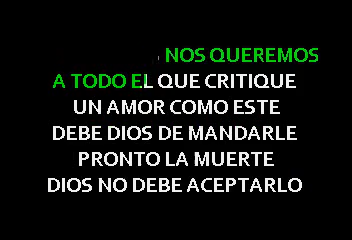 , NOS QUEREMOS
A TODO EL QUE CRITIQUE
UN AMOR COMO ESTE
DEBE DIOS DE MANDARLE
PRONTO LA MUERTE
DIOS NO DEBE ACEPTARLO